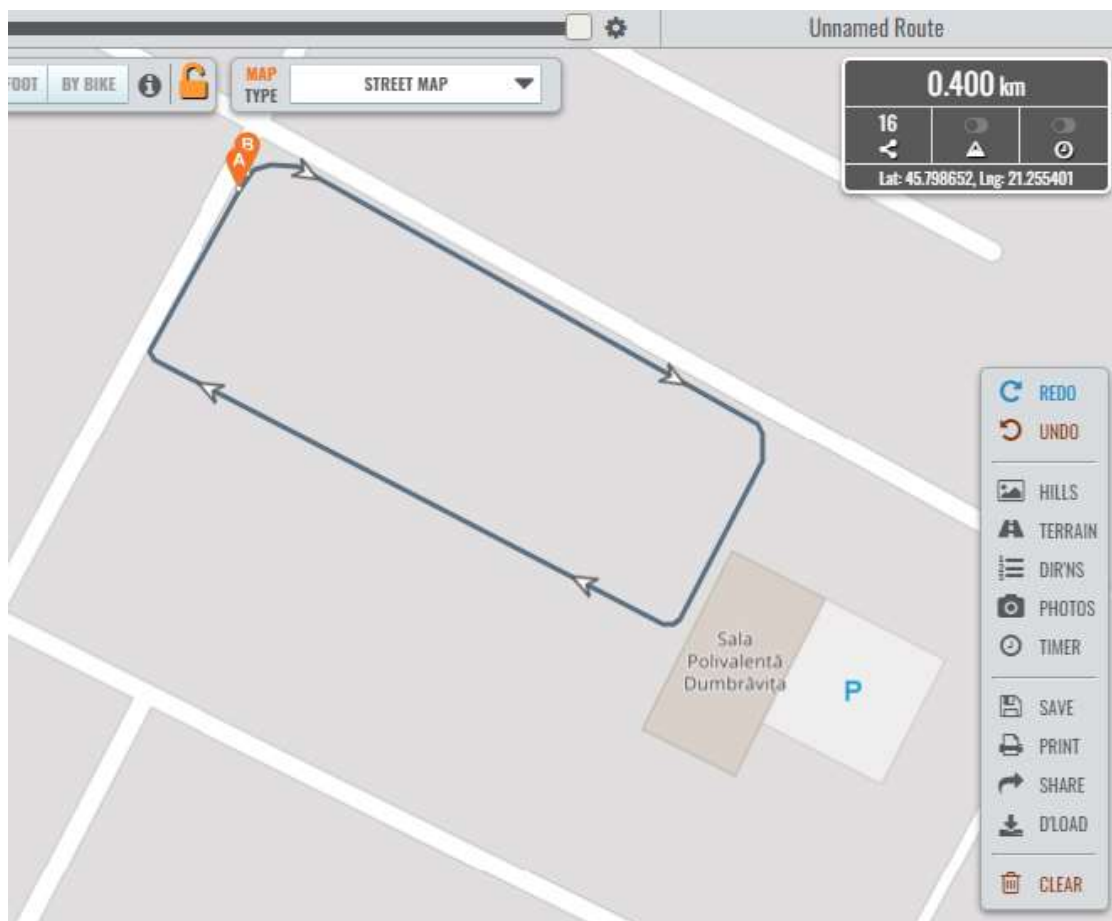 Unnamed Route
FOOT
BY BIKE
MAP
TYPE
STREET MAP
0.400 km
16
Lat: 45.798652, Lng: 21.255401
B
A
REDO
UNDO
HILLS
TERRAIN
DIR'NS
PHOTOS
TIMER
SAVE
PRINT
SHARE
D'LOAD
CLEAR
Sala
Polivalentă
Dumbrăvița
P